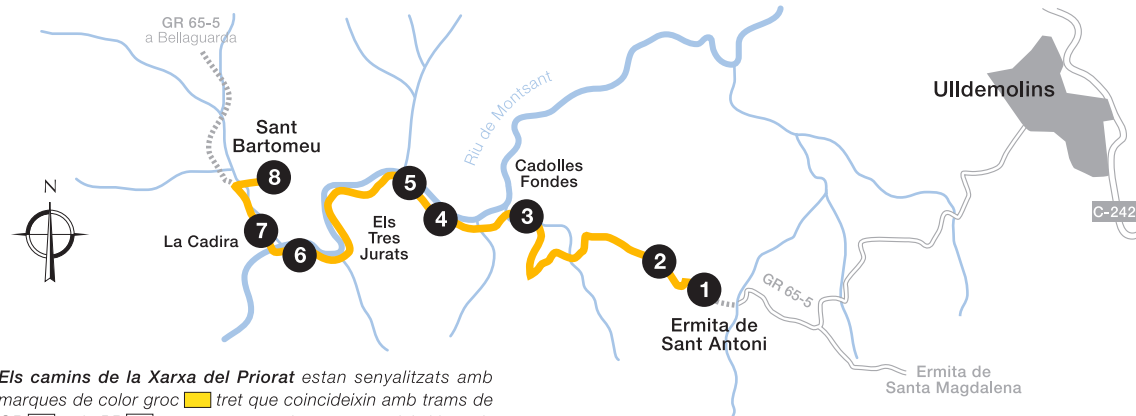 GR 65-5
a Bellaguarda
Riu de Montsant
Ulldemolins
Sant
Bartomeu
8
Cadolles
Fondes
5
N
4
3
C-242
7
La Cadira
Els
Tres
Jurats
6
2
1
GR 65-5
Ermita de
Sant Antoni
Ermita de
Santa Magdalena
Els camins de la Xarxa del Priorat estan senyalitzats amb
marques de color groc tret que coincideixin amb trams de